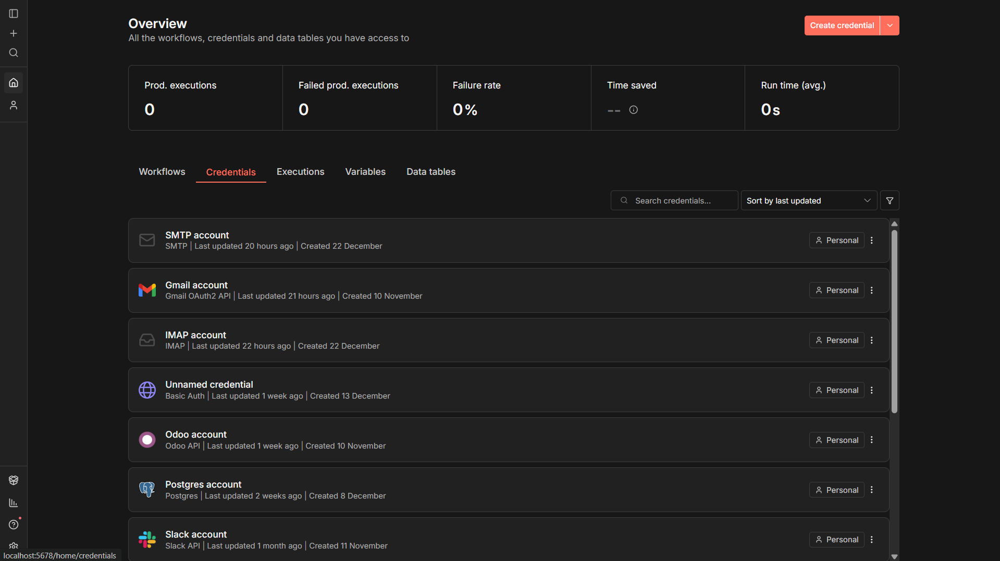 Overview
All the workflows, credentials and data tables you have access to
Create credential
Prod. executions
0
Failed prod. executions
0
Failure rate
0%
Time saved
--
Run time (avg.)
0s
Workflows Credentials Executions Variables Data tables
Search credentials...
Sort by last updated
SMTP account
SMTP | Last updated 20 hours ago | Created 22 December
Personal
Gmail account
Gmail OAuth2 API | Last updated 21 hours ago | Created 10 November
Personal
IMAP account
IMAP | Last updated 22 hours ago | Created 22 December
Personal
Unnamed credential
Basic Auth | Last updated 1 week ago | Created 13 December
Personal
Odoo account
Odoo API | Last updated 1 week ago | Created 10 November
Personal
Postgres account
Postgres | Last updated 2 weeks ago | Created 8 December
Personal
Slack account
Slack API | Last updated 1 month ago | Created 11 November
Personal
localhost:5678/home/credentials